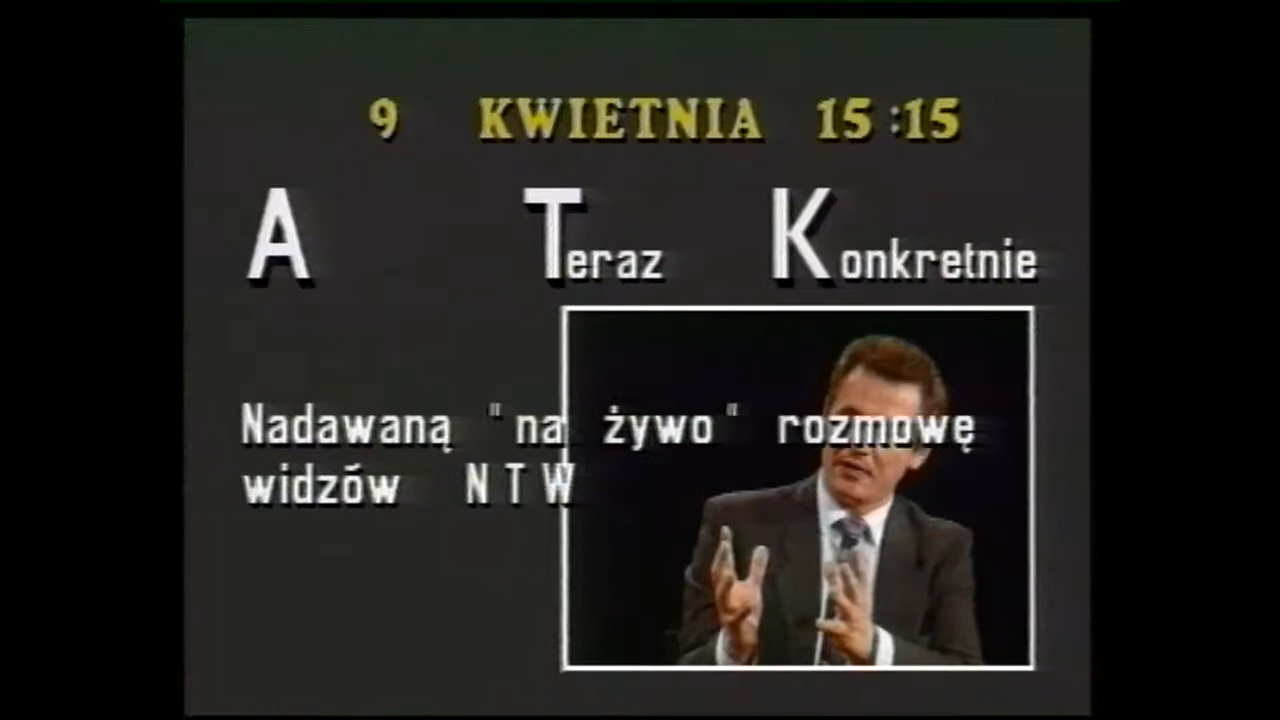 9 KWIETNIA 15:15
A Teraz Konkretnie
Nadawaną "na żywo" rozmowę
widzów NTW